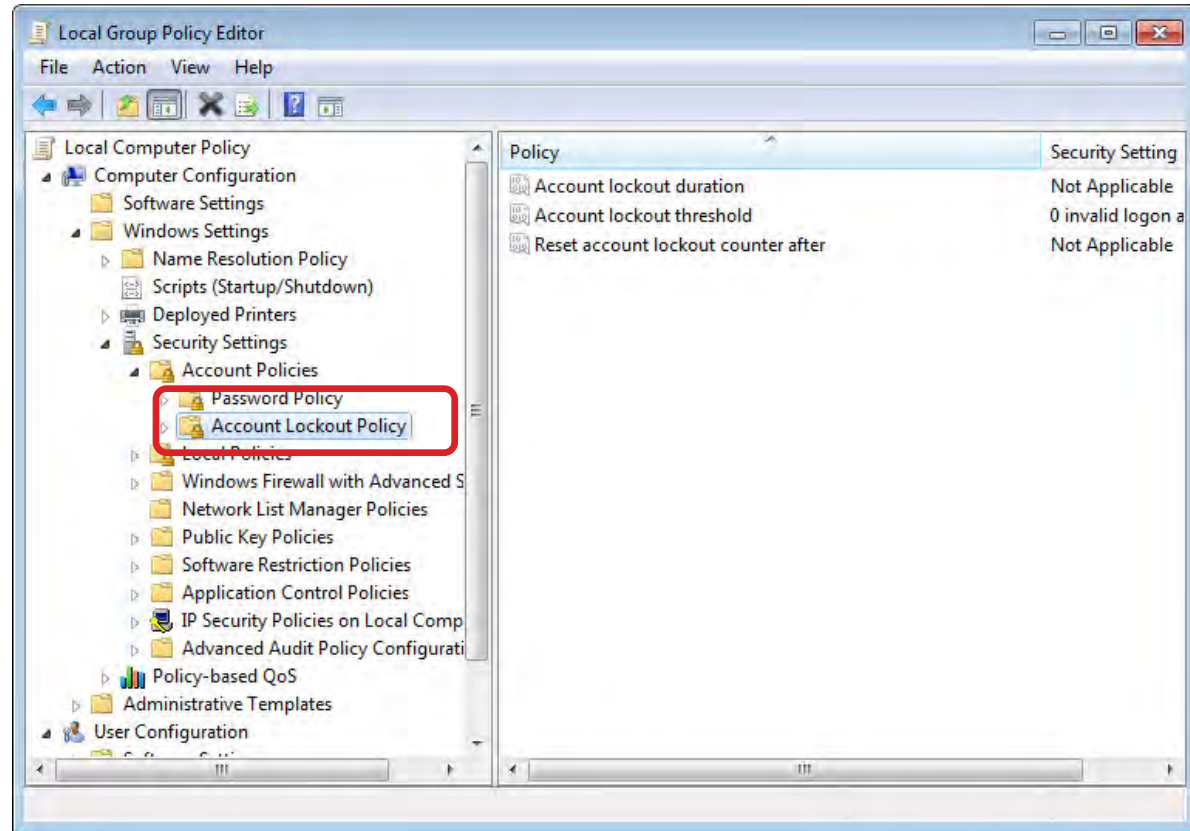 Local Group Policy Editor
File Action View Help
Local Computer Policy
Computer Configuration
Software Settings
Windows Settings
Name Resolution Policy
Scripts (Startup/Shutdown)
Deployed Printers
Security Settings
Account Policies
Password Policy
Account Lockout Policy
Local Policies
Windows Firewall with Advanced S
Network List Manager Policies
Public Key Policies
Software Restriction Policies
Application Control Policies
IP Security Policies on Local Comp
Advanced Audit Policy Configurati
Policy-based QoS
Administrative Templates
User Configuration
Policy Security Setting
Account lockout duration Not Applicable
Account lockout threshold 0 invalid logon a
Reset account lockout counter after Not Applicable